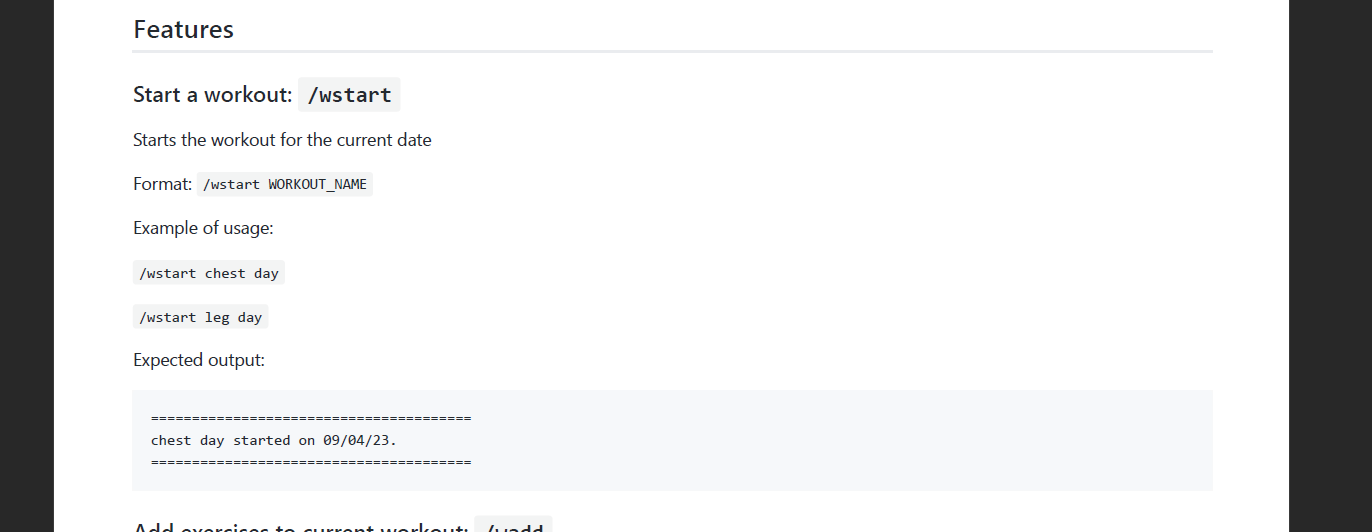 Features
Start a workout: /wstart
Starts the workout for the current date
Format: /wstart WORKOUT_NAME
Example of usage:
/wstart chest day
/wstart leg day
Expected output:
=======================================
chest day started on 09/04/23.
=======================================
Add exercises to current workout: /wadd